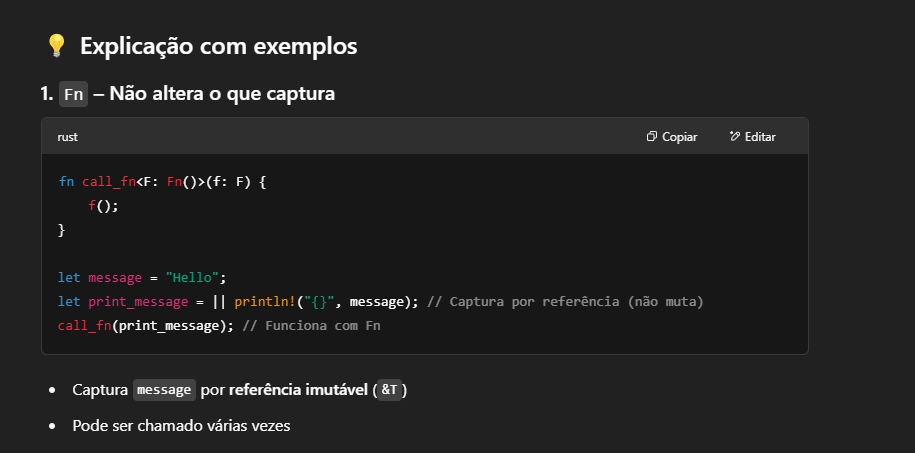 💡 Explicação com exemplos
1. Fn – Não altera o que captura
rust Copiar Editar
fn call_fn<F: Fn()>(f: F) {
    f();
}
let message = "Hello";
let print_message = || println!("{}", message); // Captura por referência (não muta)
call_fn(print_message); // Funciona com Fn
• Captura message por referência imutável (&T)
• Pode ser chamado várias vezes